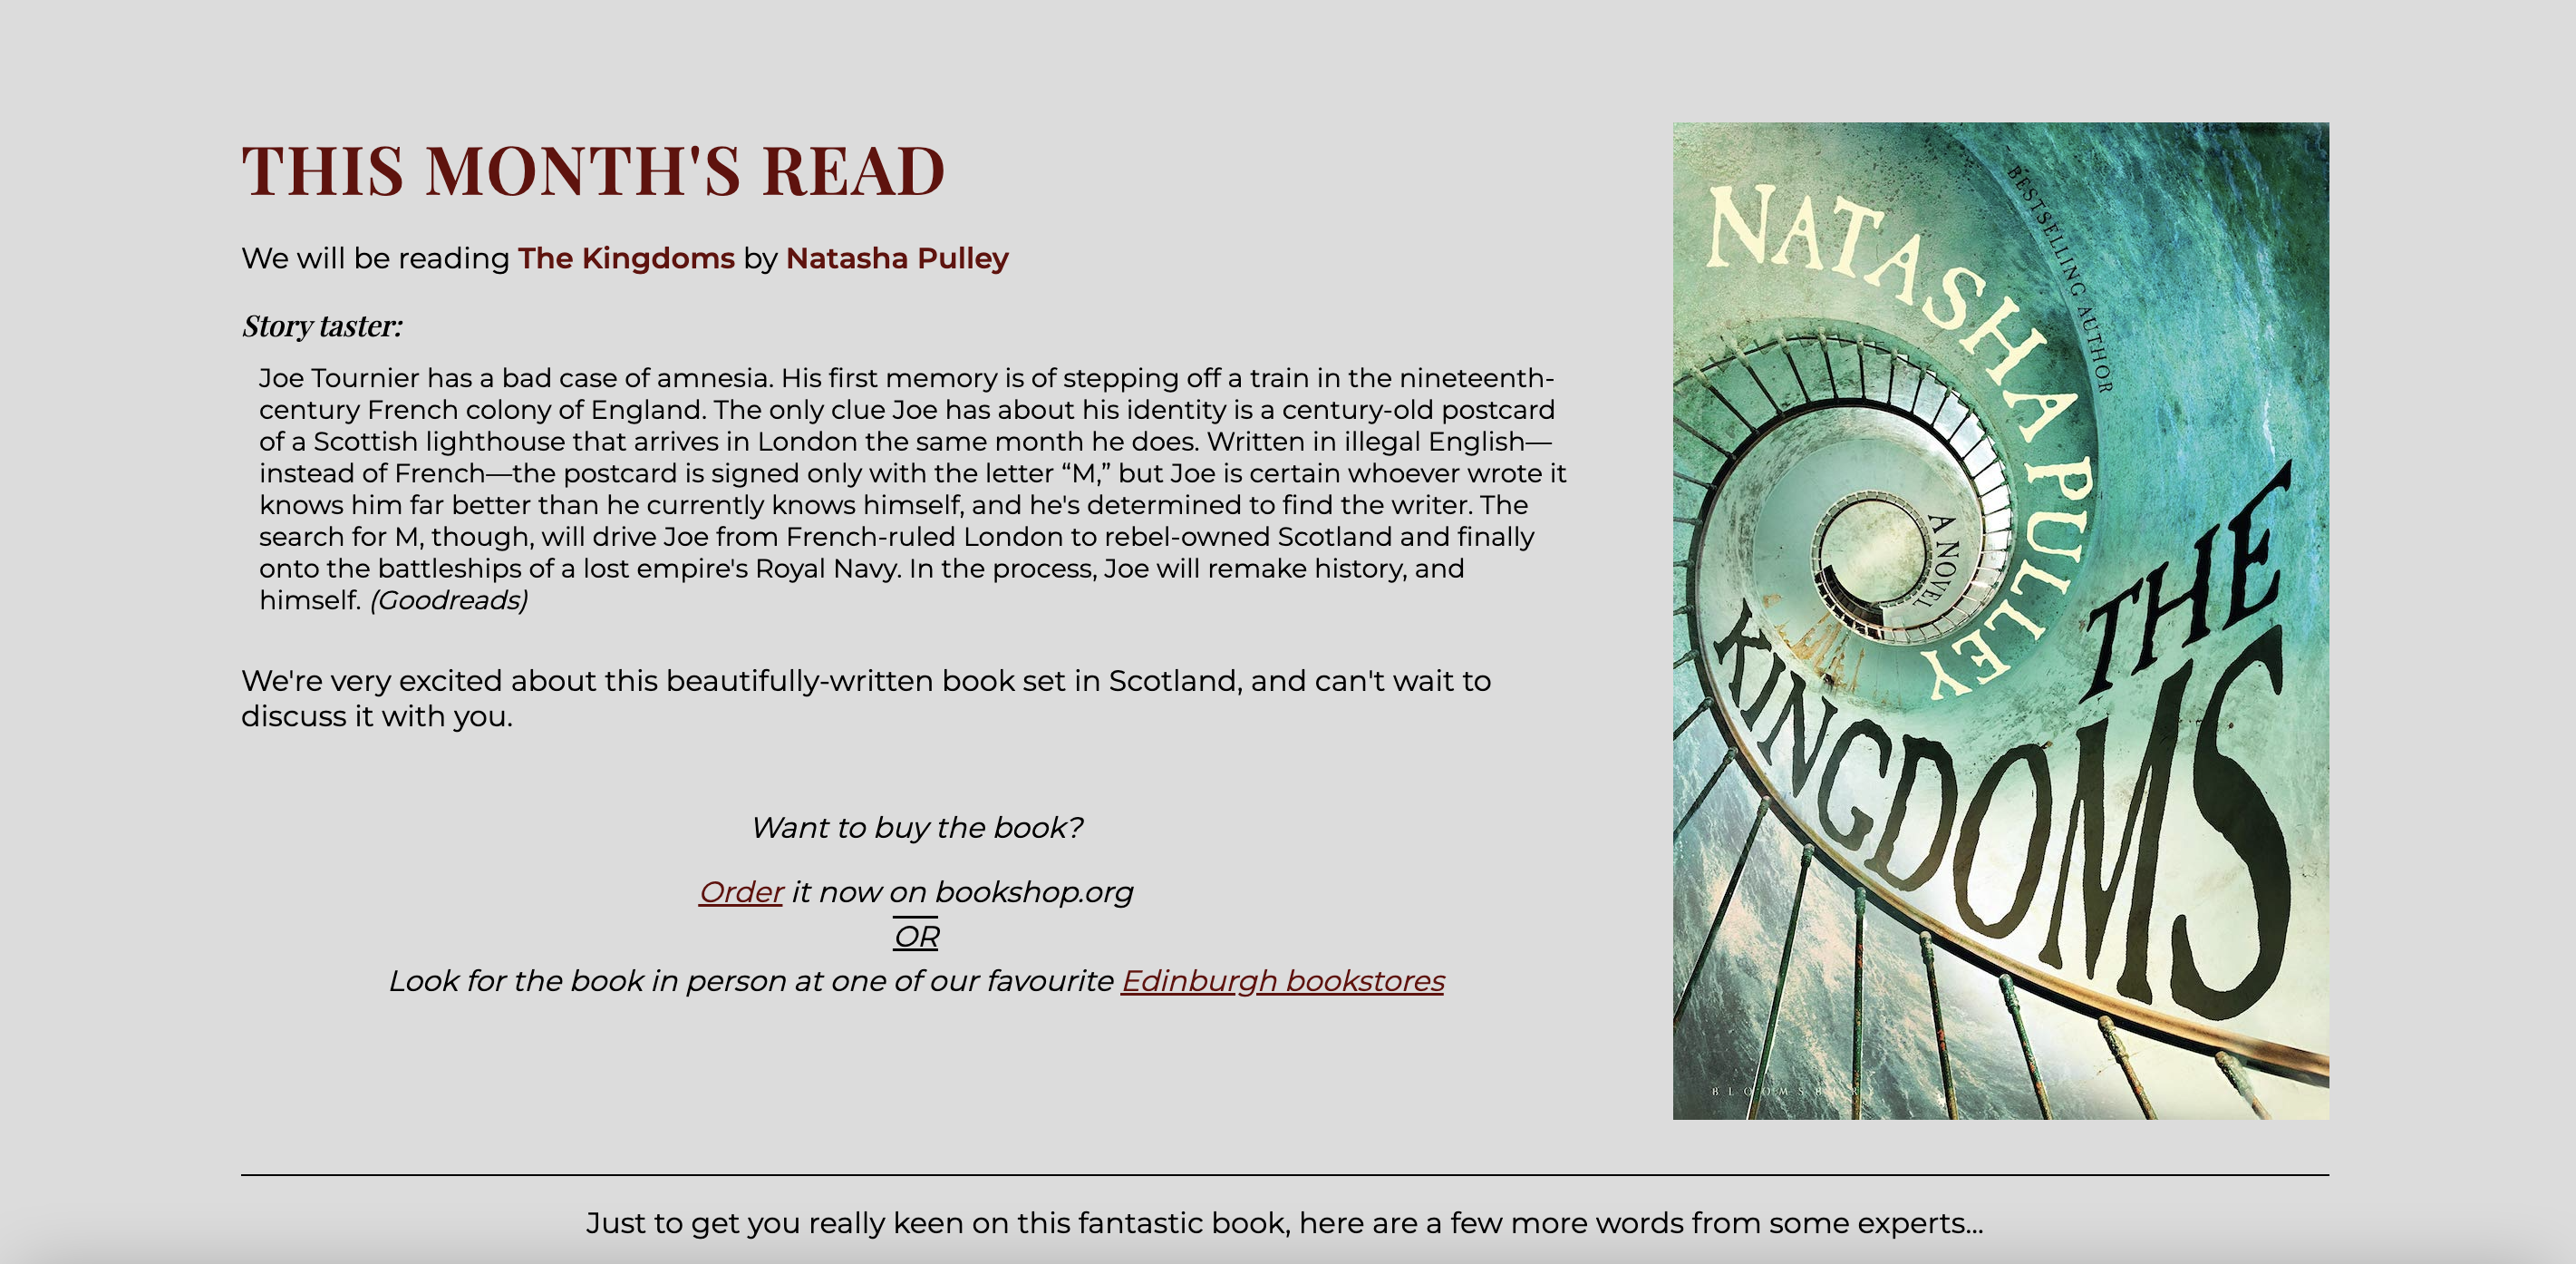 THIS MONTH'S READ
We will be reading The Kingdoms by Natasha Pulley
Story taster:
Joe Tournier has a bad case of amnesia. His first memory is of stepping off a train in the nineteenth-
century French colony of England. The only clue Joe has about his identity is a century-old postcard
of a Scottish lighthouse that arrives in London the same month he does. Written in illegal English—
instead of French—the postcard is signed only with the letter “M,” but Joe is certain whoever wrote it
knows him far better than he currently knows himself, and he's determined to find the writer. The
search for M, though, will drive Joe from French-ruled London to rebel-owned Scotland and finally
onto the battleships of a lost empire's Royal Navy. In the process, Joe will remake history, and
himself. (Goodreads)
We're very excited about this beautifully-written book set in Scotland, and can't wait to
discuss it with you.
Want to buy the book?
Order it now on bookshop.org
OR
Look for the book in person at one of our favourite Edinburgh bookstores
NATASHA PULLEY
BESTSELLING AUTHOR
A NOVEL
THE
KINGDOMS
Just to get you really keen on this fantastic book, here are a few more words from some experts...